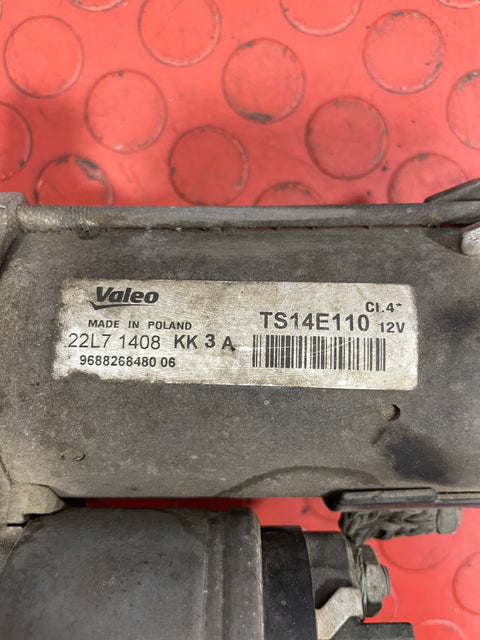 Valeo
Cl.4*
MADE IN POLAND
TS14E110 12V
22L7 1408 KK 3 A
9688268480 06